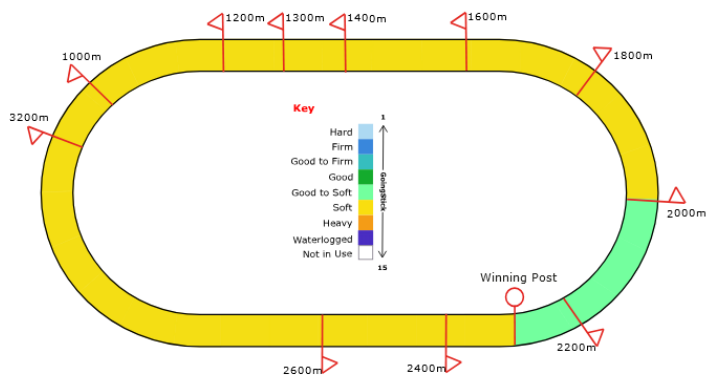 1200m
1300m
1400m
1600m
1800m
1000m
3200m
Key
1
Hard
Firm
Good to Firm
Good
Good to Soft
Soft
Heavy
Waterlogged
Not in Use
GoingStick
15
2000m
Winning Post
2200m
2400m
2600m